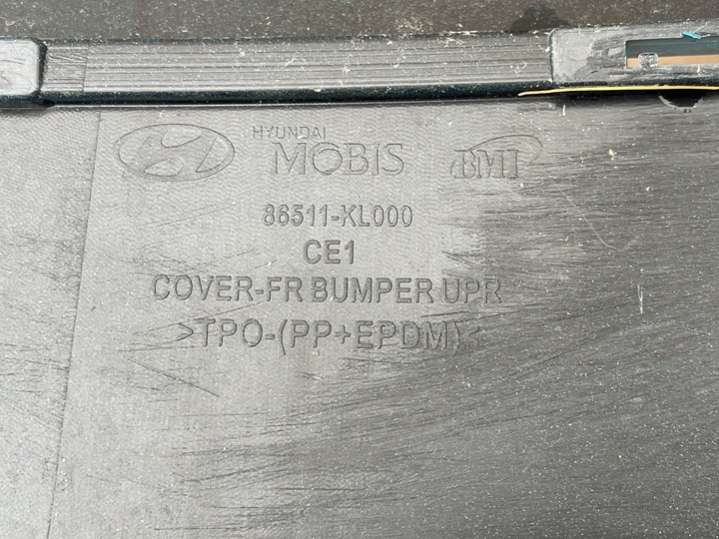 HYUNDAI
MOBIS
BMI
86511-KL000
CE1
COVER-FR BUMPER UPR
>TPO-(PP+EPDM)<